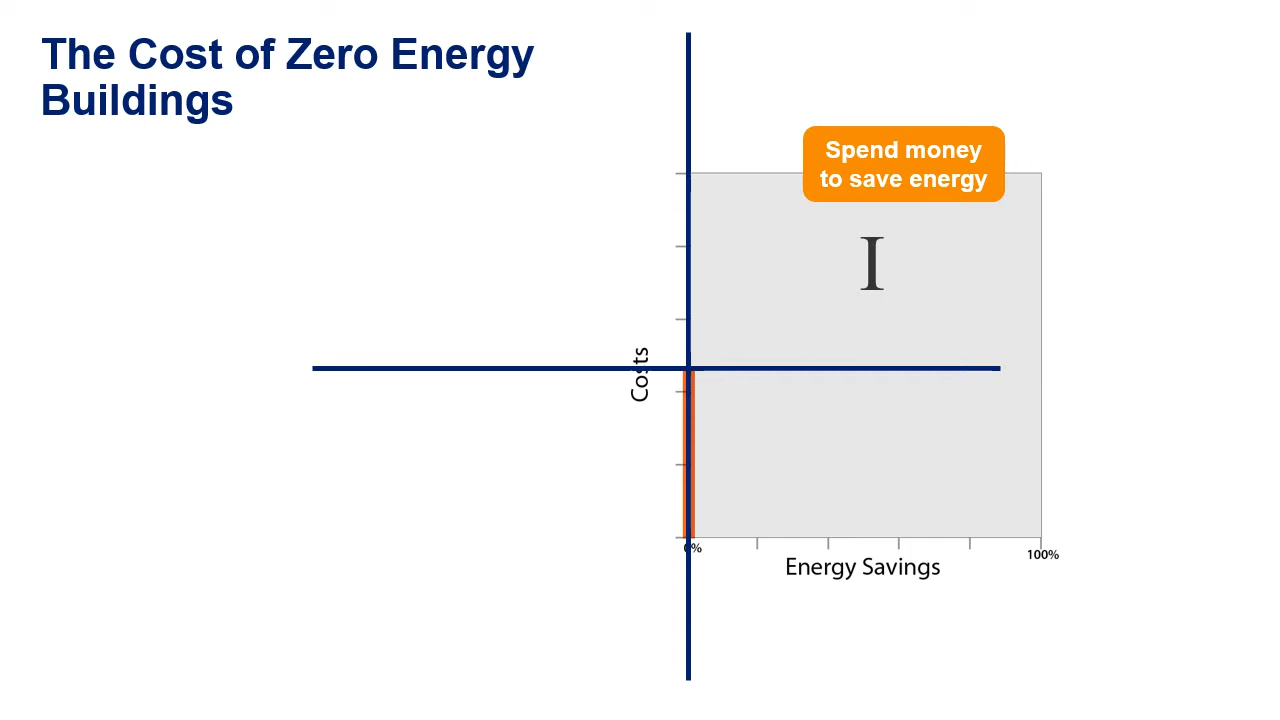 The Cost of Zero Energy
Buildings
Spend money
to save energy
I
Costs
0%
100%
Energy Savings